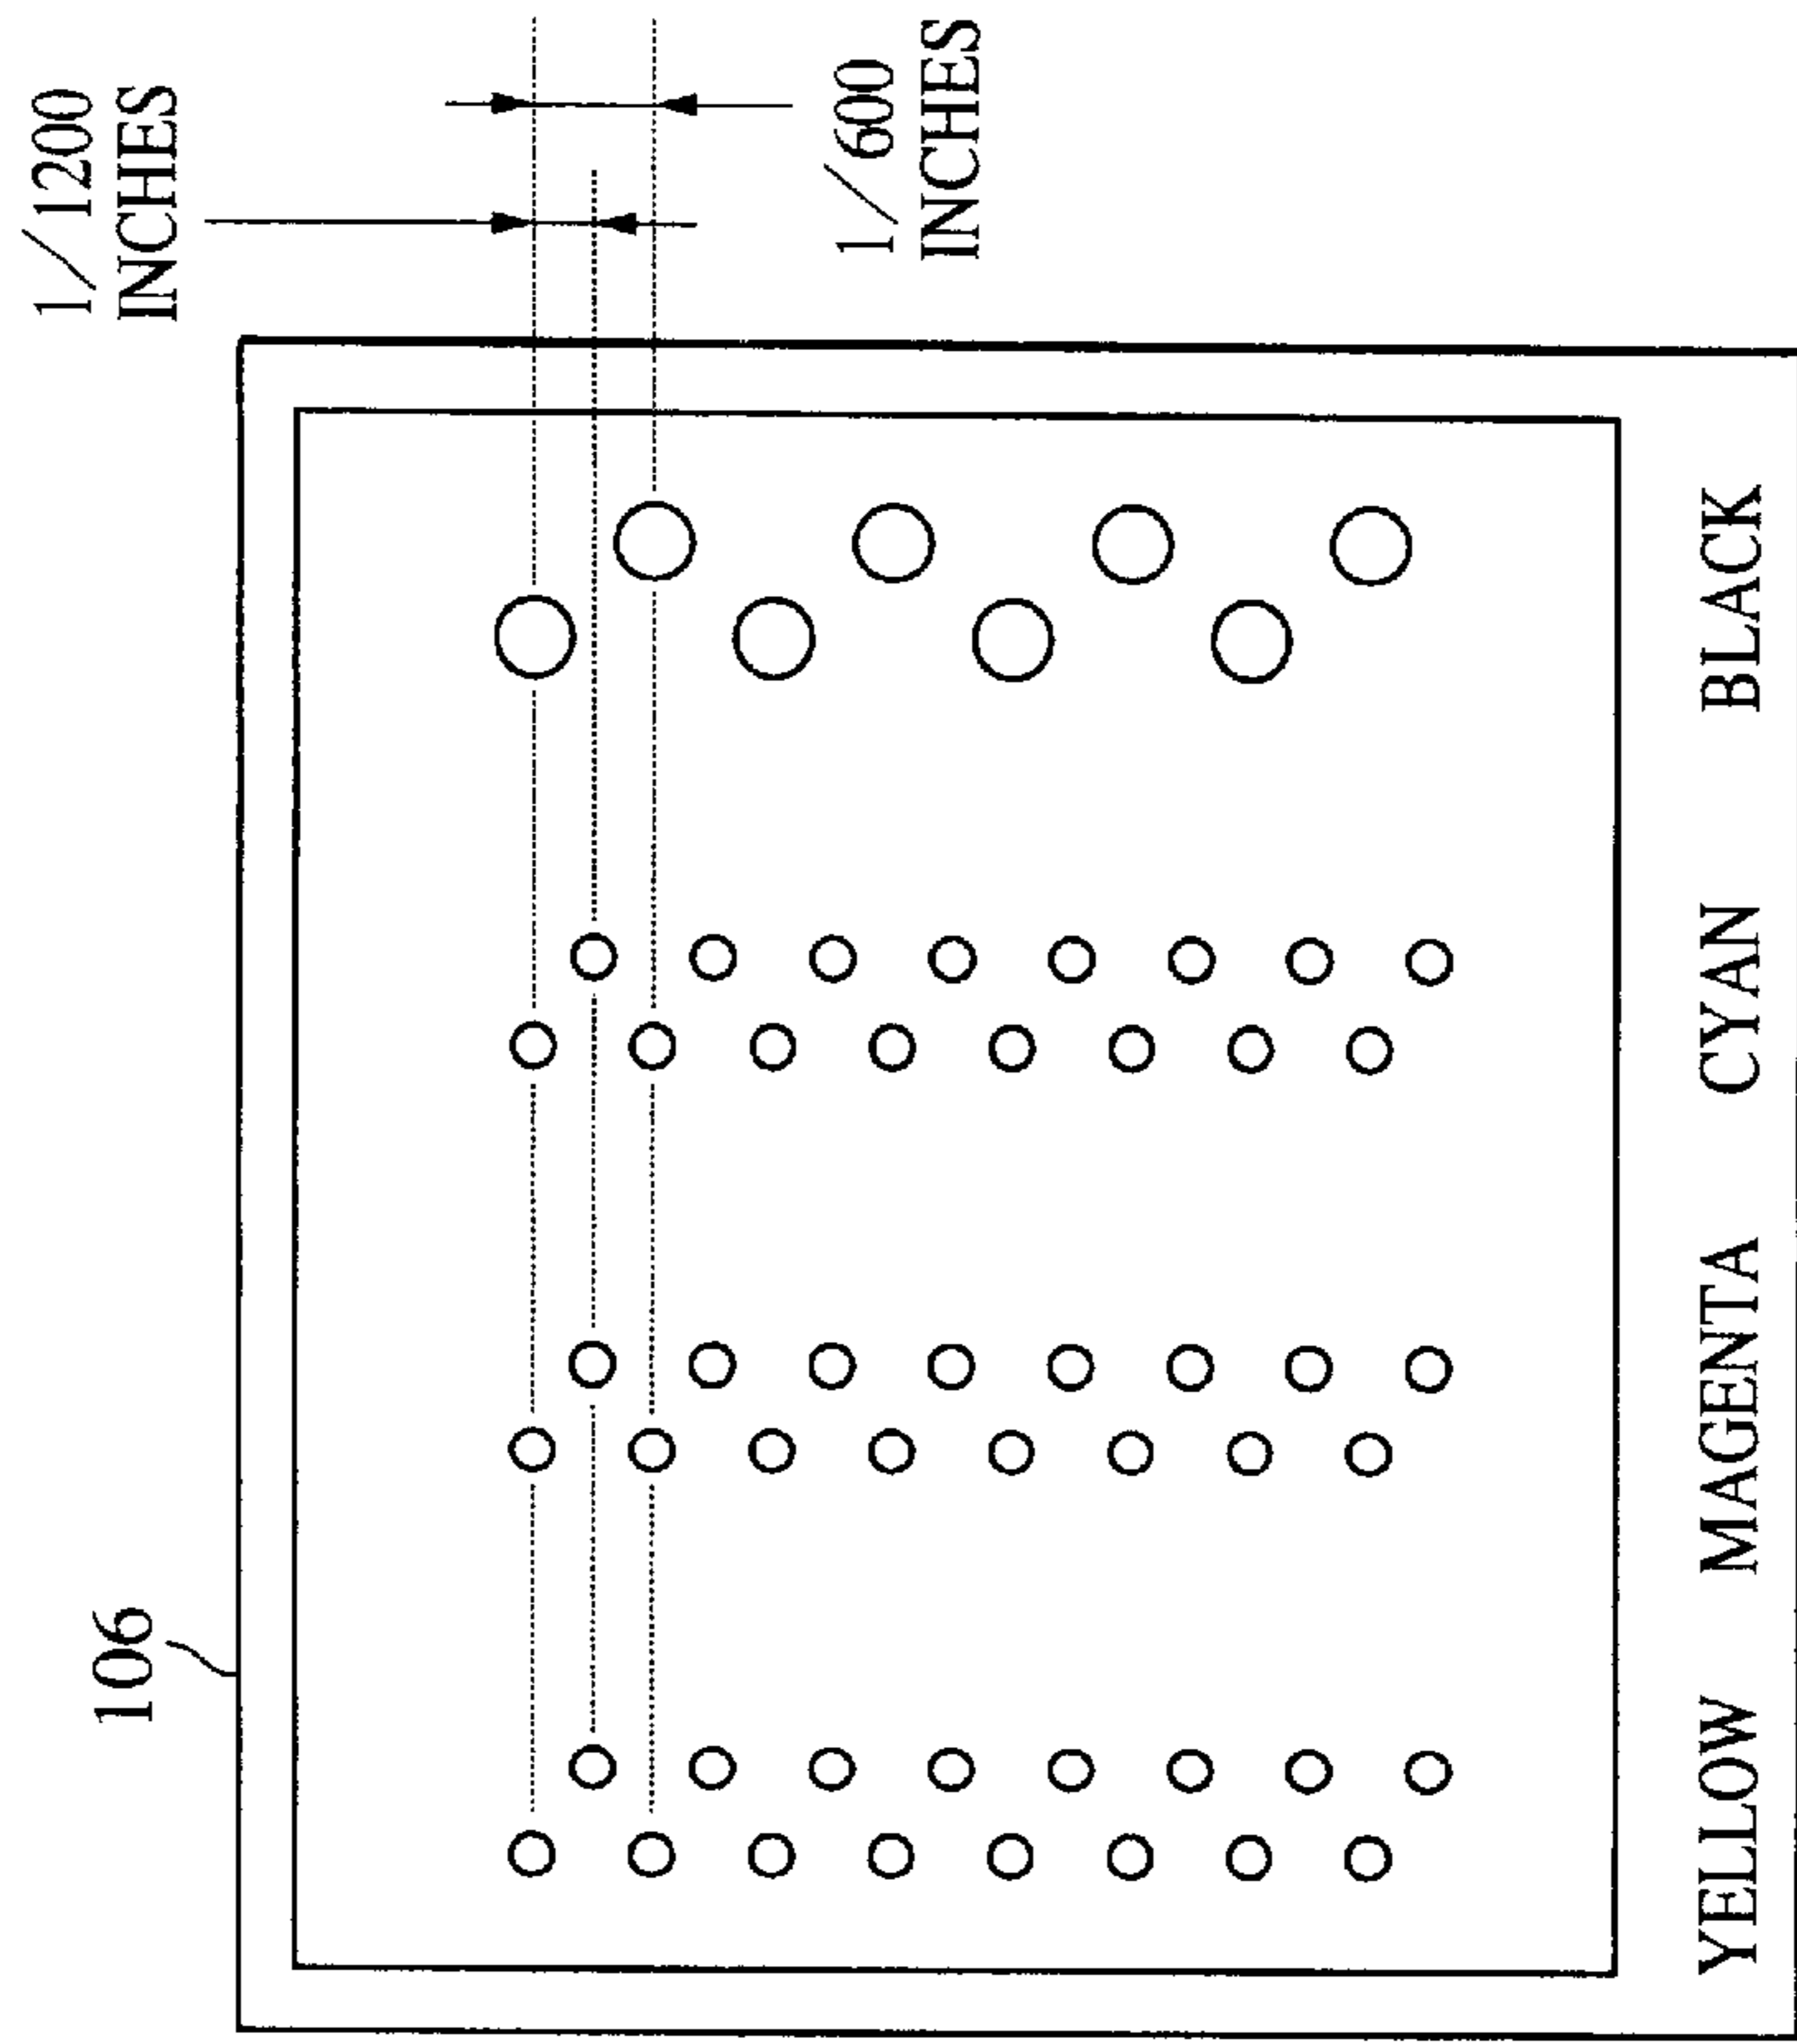 1/1200
INCHES
1/600
INCHES
106
YELLOW MAGENTA CYAN BLACK